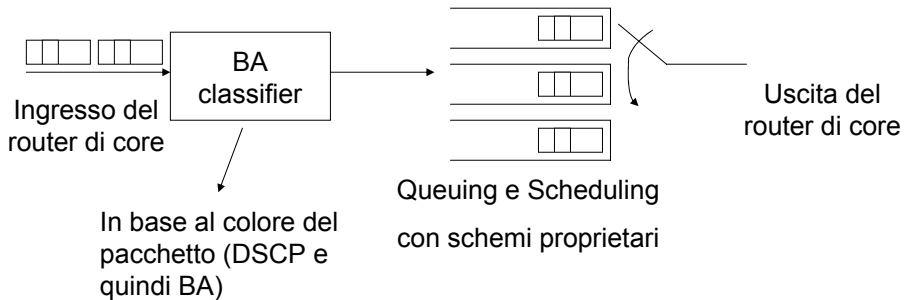 BA
classifier
Ingresso del
router di core
Uscita del
router di core
Queuing e Scheduling
con schemi proprietari
In base al colore del
pacchetto (DSCP e
quindi BA)